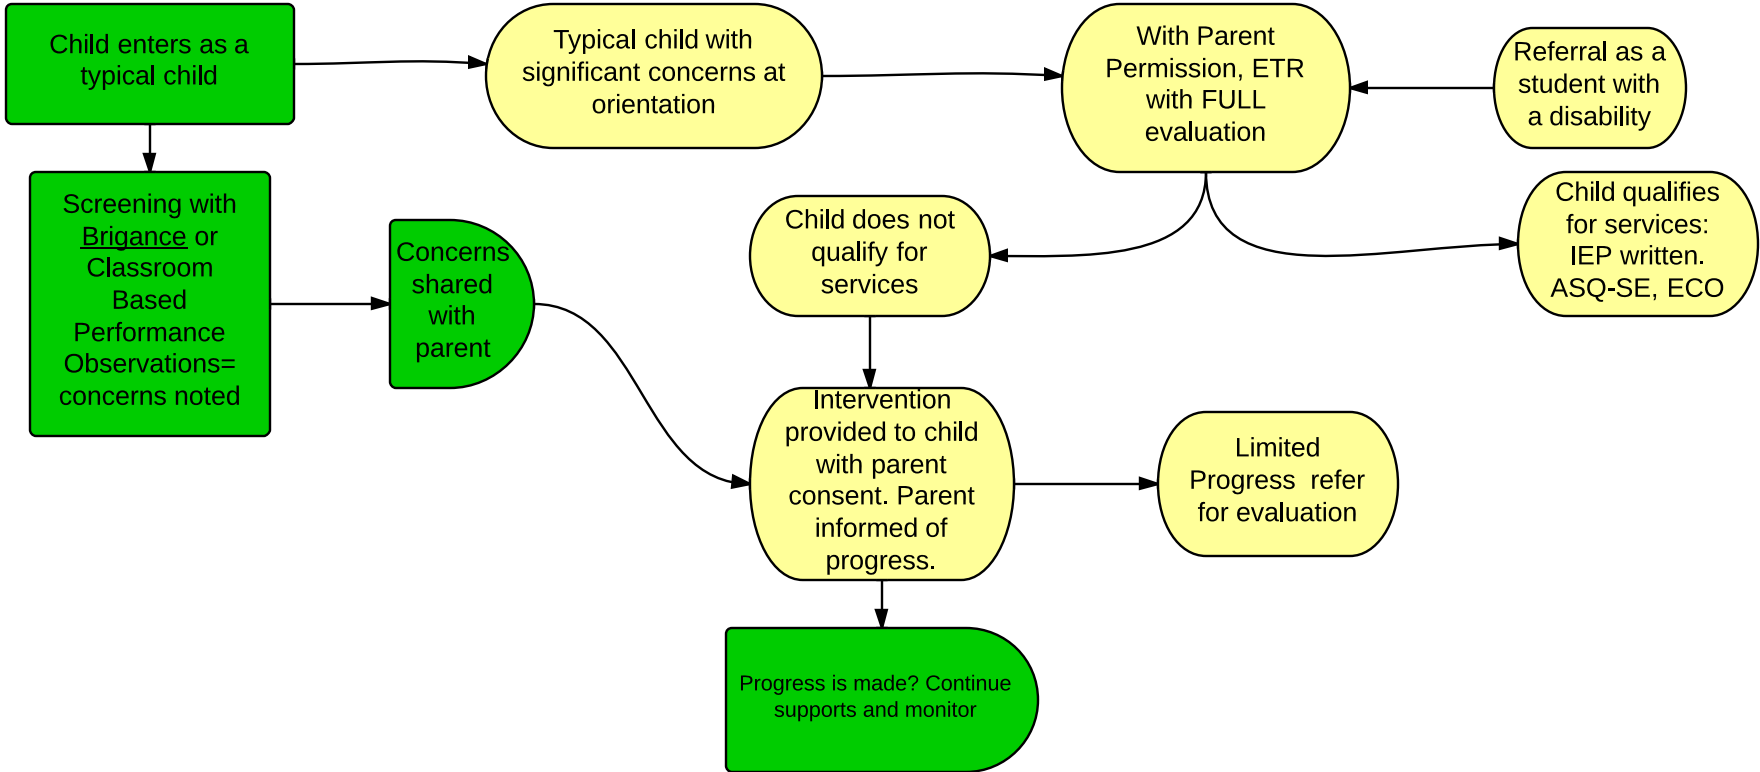 Child enters as a
typical child
Typical child with
significant concerns at
orientation
With Parent
Permission, ETR
with FULL
evaluation
Referral as a
student with
a disability
Screening with
Brigance or
Classroom
Based
Performance
Observations=
concerns noted
Concerns
shared
with
parent
Child does not
qualify for
services
Child qualifies
for services:
IEP written.
ASQ-SE, ECO
Intervention
provided to child
with parent
consent. Parent
informed of
progress.
Limited
Progress  refer
for evaluation
Progress is made? Continue
supports and monitor